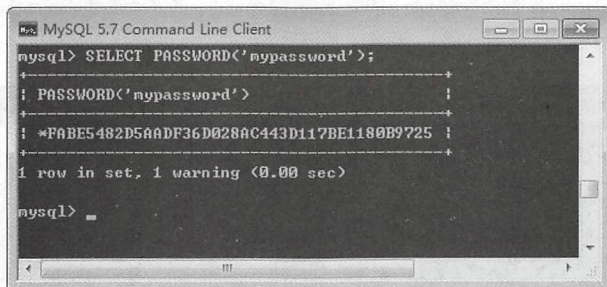 MySQL 5.7 Command Line Client
mysql> SELECT PASSWORD('mypassword');
+-------------------------------------------+
| PASSWORD('mypassword')                    |
+-------------------------------------------+
| *FABE5482D5AADF36D028AC443D117BE1180B9725 |
+-------------------------------------------+
1 row in set, 1 warning (0.00 sec)
mysql> _